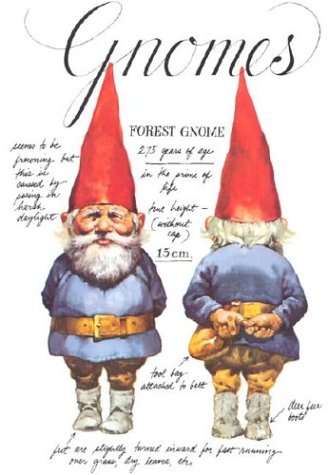 Gnomes
FOREST GNOME
275 years of age
in the prime of
life
true height —
(without
cap)
15 cm.
seems to be
frowning but
this is
caused by
posing in
harsh
daylight
tool bag
attached to belt
deer fur
boots
feet are slightly turned inward for fast running
over grass, dry leaves, etc.